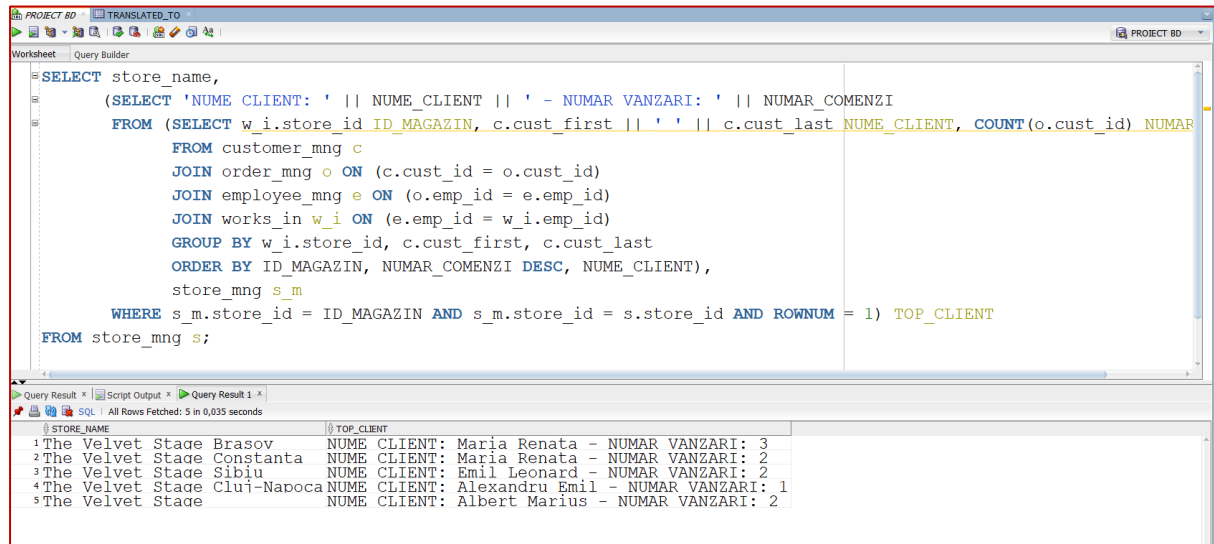 PROIECT BD TRANSLATED_TO
PROIECT BD
Worksheet Query Builder
SELECT store_name,
(SELECT 'NUME CLIENT: ' || NUME_CLIENT || ' - NUMAR VANZARI: ' || NUMAR_COMENZI
FROM (SELECT w_i.store_id ID_MAGAZIN, c.cust_first || ' ' || c.cust_last NUME_CLIENT, COUNT(o.cust_id) NUMAR
FROM customer_mng c
JOIN order_mng o ON (c.cust_id = o.cust_id)
JOIN employee_mng e ON (o.emp_id = e.emp_id)
JOIN works_in w_i ON (e.emp_id = w_i.emp_id)
GROUP BY w_i.store_id, c.cust_first, c.cust_last
ORDER BY ID_MAGAZIN, NUMAR_COMENZI DESC, NUME_CLIENT),
store_mng s_m
WHERE s_m.store_id = ID_MAGAZIN AND s_m.store_id = s.store_id AND ROWNUM = 1) TOP_CLIENT
FROM store_mng s;
Query Result x Script Output x Query Result 1 x
SQL | All Rows Fetched: 5 in 0,035 seconds
STORE_NAME TOP_CLIENT
1 The Velvet Stage Brasov NUME CLIENT: Maria Renata - NUMAR VANZARI: 3
2 The Velvet Stage Constanta NUME CLIENT: Maria Renata - NUMAR VANZARI: 2
3 The Velvet Stage Sibiu NUME CLIENT: Emil Leonard - NUMAR VANZARI: 2
4 The Velvet Stage Cluj-Napoca NUME CLIENT: Alexandru Emil - NUMAR VANZARI: 1
5 The Velvet Stage NUME CLIENT: Albert Marius - NUMAR VANZARI: 2